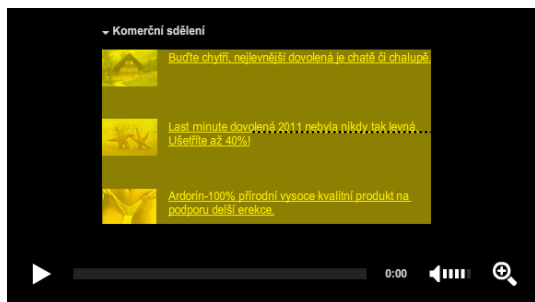 Komerční sdělení
Buďte chytří, nejlevnější dovolená je chatě či chalupě
Last minute dovolená 2011 nebyla nikdy tak levná.
Ušetříte až 40%!
Ardorin-100% přírodní vysoce kvalitní produkt na
podporu delší erekce.
0:00